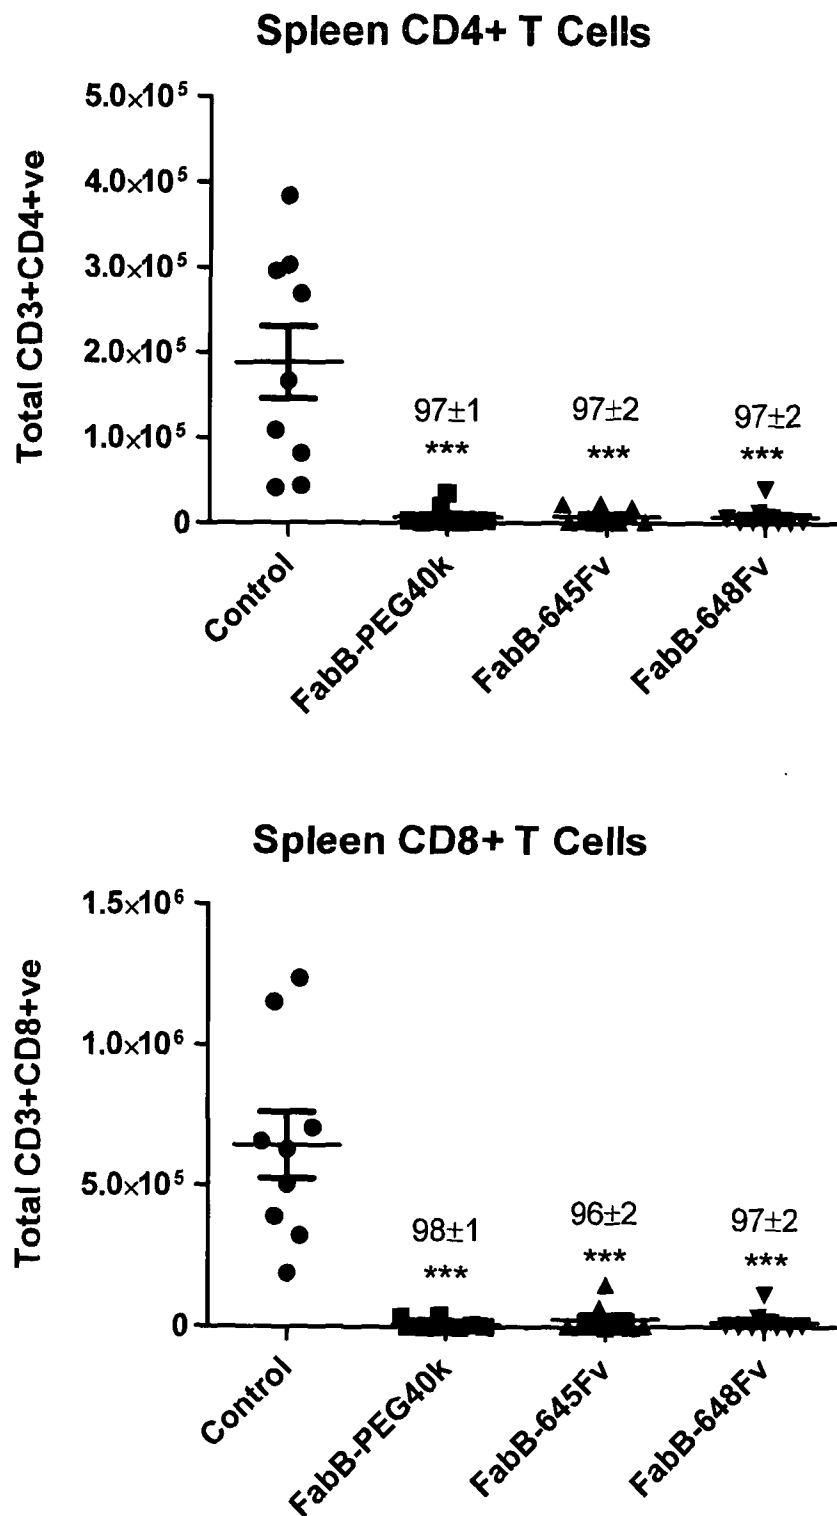 Spleen CD4+ T Cells
Total CD3+CD4+ve
5.0×10⁵
4.0×10⁵
3.0×10⁵
2.0×10⁵
1.0×10⁵
0
97±1
***
97±2
***
97±2
***
Control
FabB-PEG40k
FabB-645Fv
FabB-648Fv
Spleen CD8+ T Cells
Total CD3+CD8+ve
1.5×10⁶
1.0×10⁶
5.0×10⁵
0
98±1
***
96±2
***
97±2
***
Control
FabB-PEG40k
FabB-645Fv
FabB-648Fv